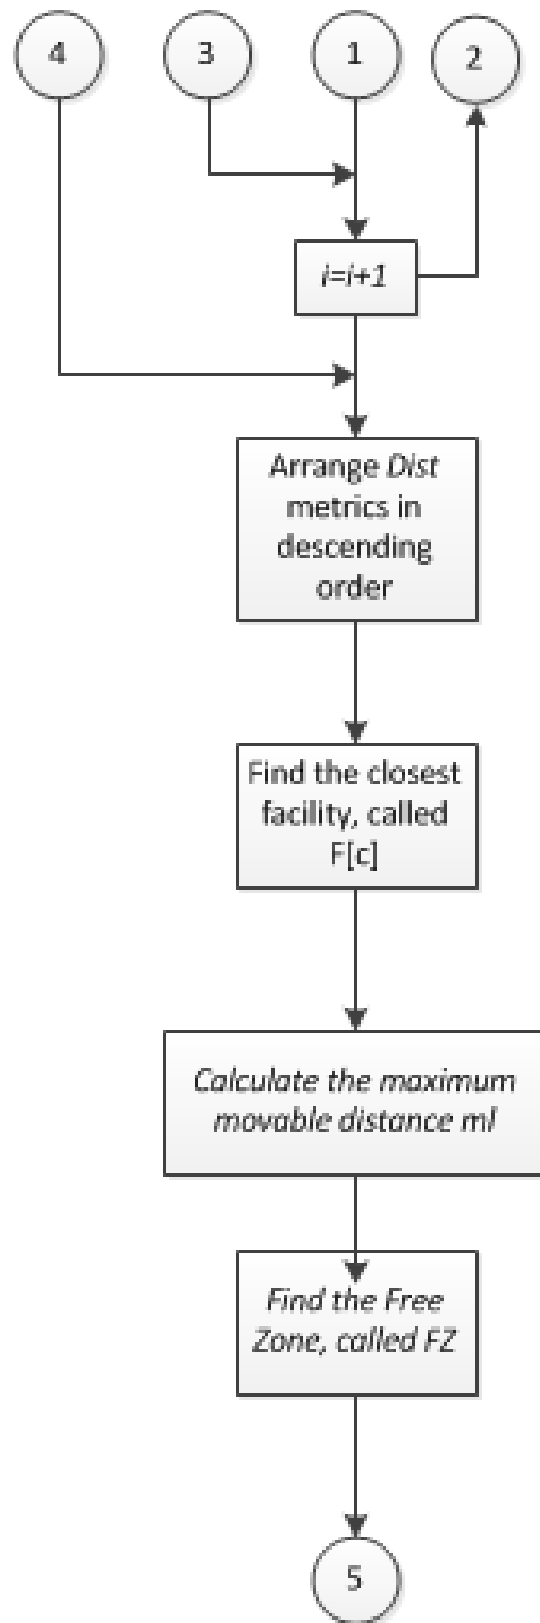 4
3
1
2
i=i+1
Arrange Dist
metrics in
descending
order
Find the closest
facility, called
F[c]
Calculate the maximum
movable distance ml
Find the Free
Zone, called FZ
5